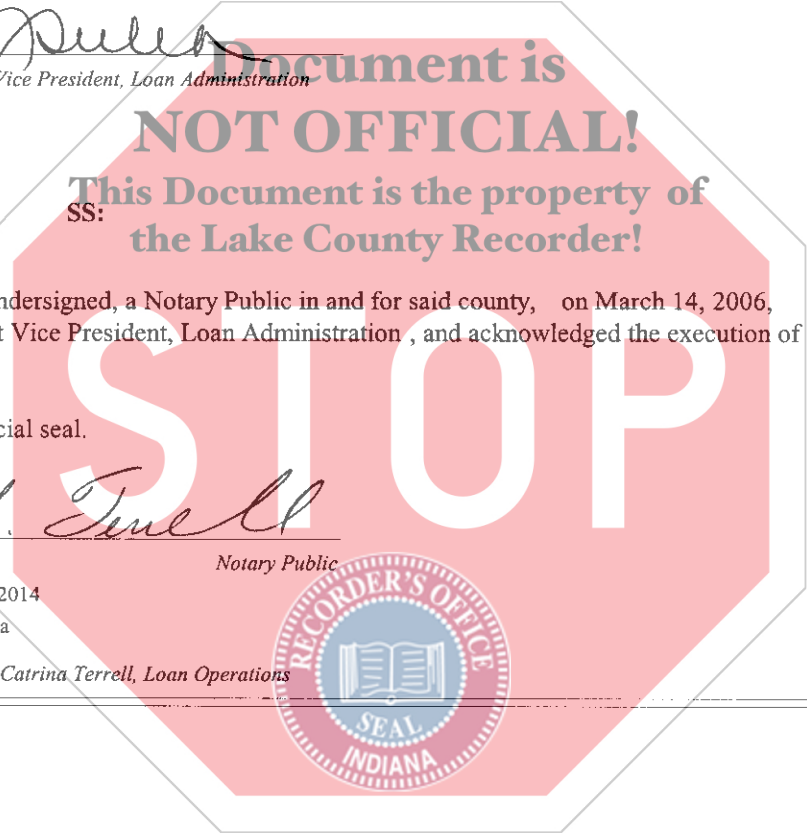 Vice President, Loan Administration
Document is
NOT OFFICIAL!
This Document is the property of
SS:
the Lake County Recorder!
ndersigned, a Notary Public in and for said county, on March 14, 2006,
t Vice President, Loan Administration , and acknowledged the execution of
STOP
cial seal.
Terrell
Notary Public
2014
a
Catrina Terrell, Loan Operations
RECORDER'S OFFICE
SEAL
INDIANA